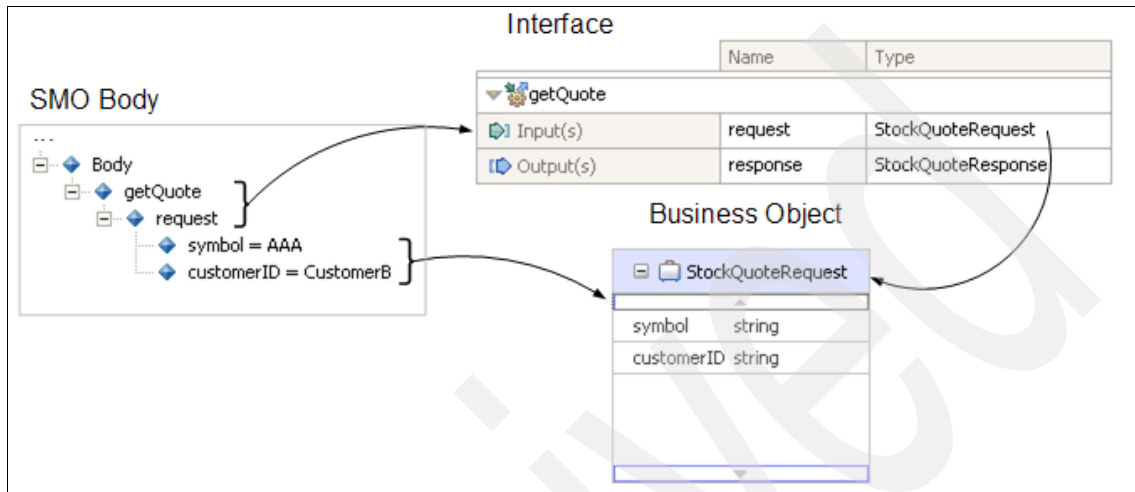 Interface
Name Type
getQuote
Input(s) request StockQuoteRequest
Output(s) response StockQuoteResponse
SMO Body
...
Body
getQuote
request
symbol = AAA
customerID = CustomerB
Business Object
StockQuoteRequest
symbol string
customerID string